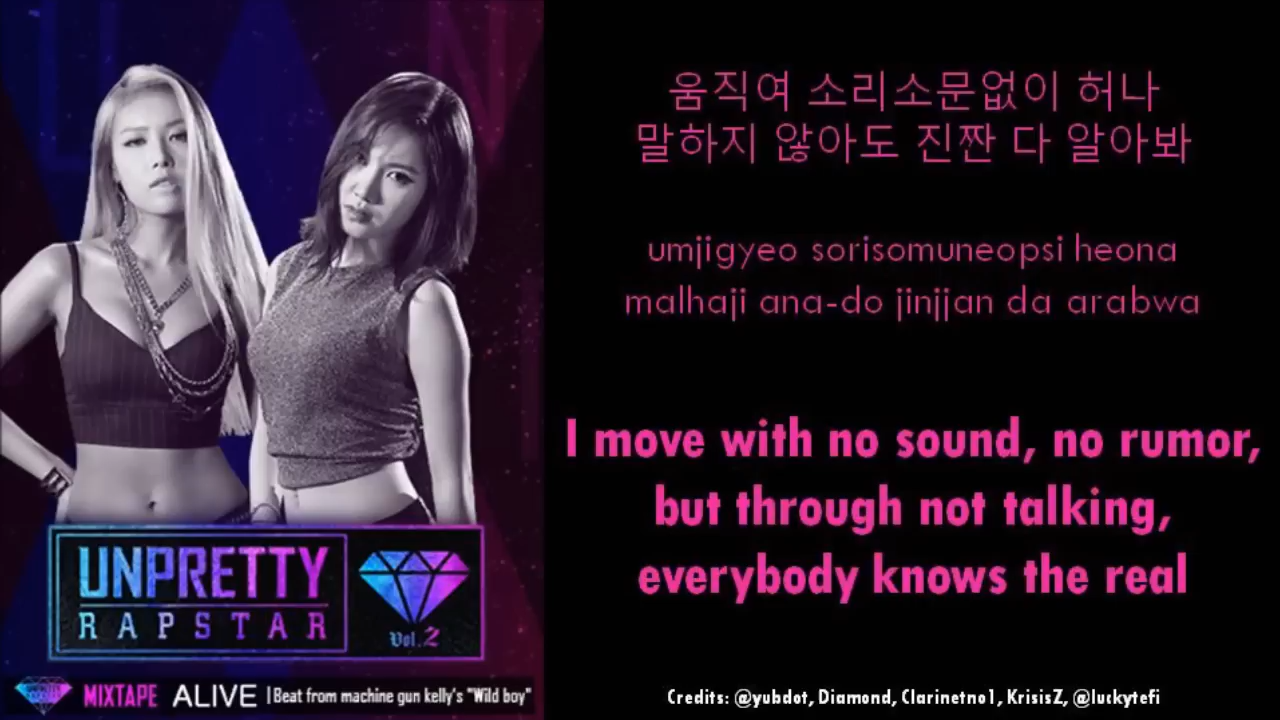 움직여 소리소문없이 허나
말하지 않아도 진짠 다 알아봐
umjigyeo sorisomuneopsi heona
malhaji ana-do jinjjan da arabwa
I move with no sound, no rumor,
but through not talking,
everybody knows the real
UNPRETTY
RAPSTAR
Vol.2
MIXTAPE ALIVE | Beat from machine gun kelly's "Wild boy"
Credits: @yubdot, Diamond, Clarinetno1, KrisisZ, @luckytefi